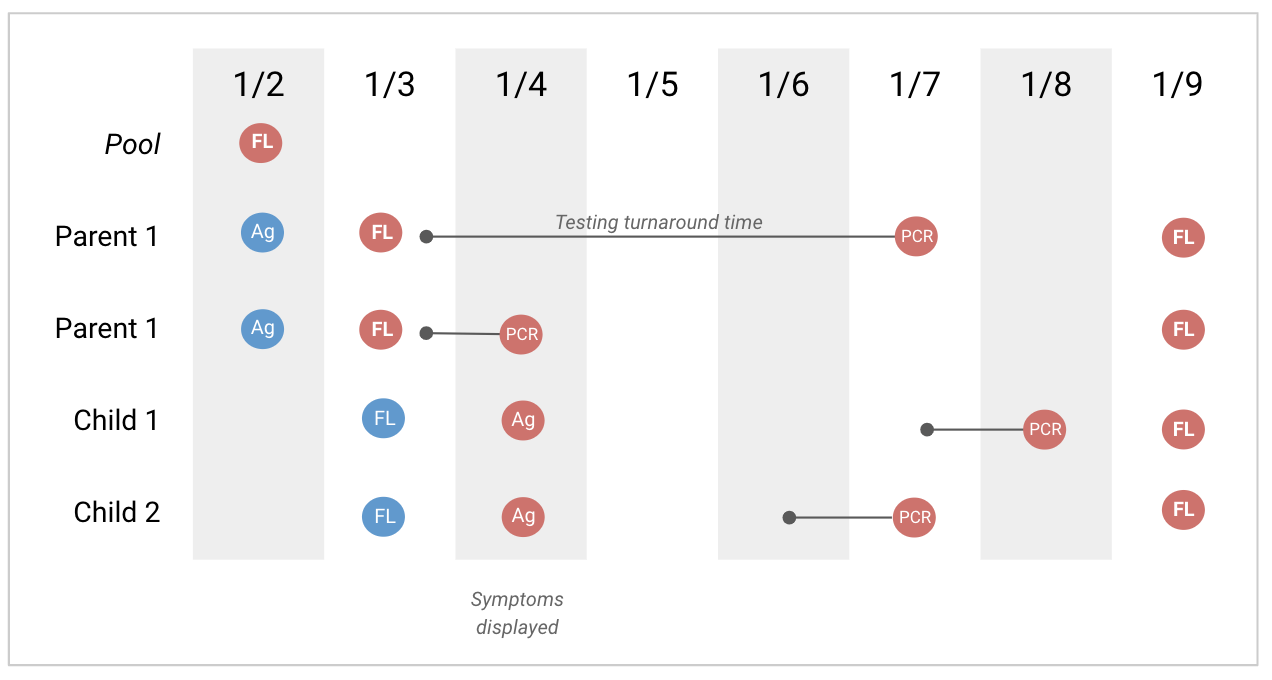 1/2 1/3 1/4 1/5 1/6 1/7 1/8 1/9
Pool FL
Parent 1 Ag FL Testing turnaround time PCR FL
Parent 1 Ag FL PCR FL
Child 1 FL Ag PCR FL
Child 2 FL Ag PCR FL
Symptoms
displayed